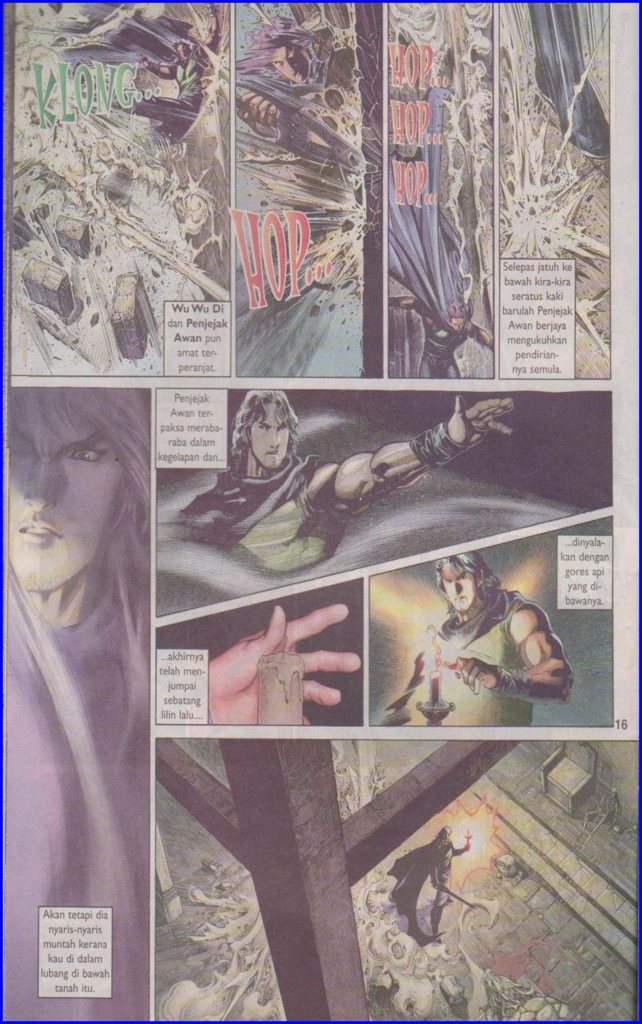 KLONG...
HOP...
HOP...
HOP...
HOP...
Wu Wu Di
dan Penjejak
Awan pun
amat ter-
peranjat.
Selepas jatuh ke
bawah kira-kira
seratus kaki
barulah Penjejak
Awan berjaya
mengukuhkan
pendirian-
nya semula.
Penjejak
Awan ter-
paksa meraba-
raba dalam
kegelapan dan...
...akhirnya
telah men-
jumpai
sebatang
lilin lalu....
...dinyala-
kan dengan
gores api
yang di-
bawanya.
16
Akan tetapi dia
nyaris-nyaris
muntah kerana
kau di dalam
lubang di bawah
tanah itu.